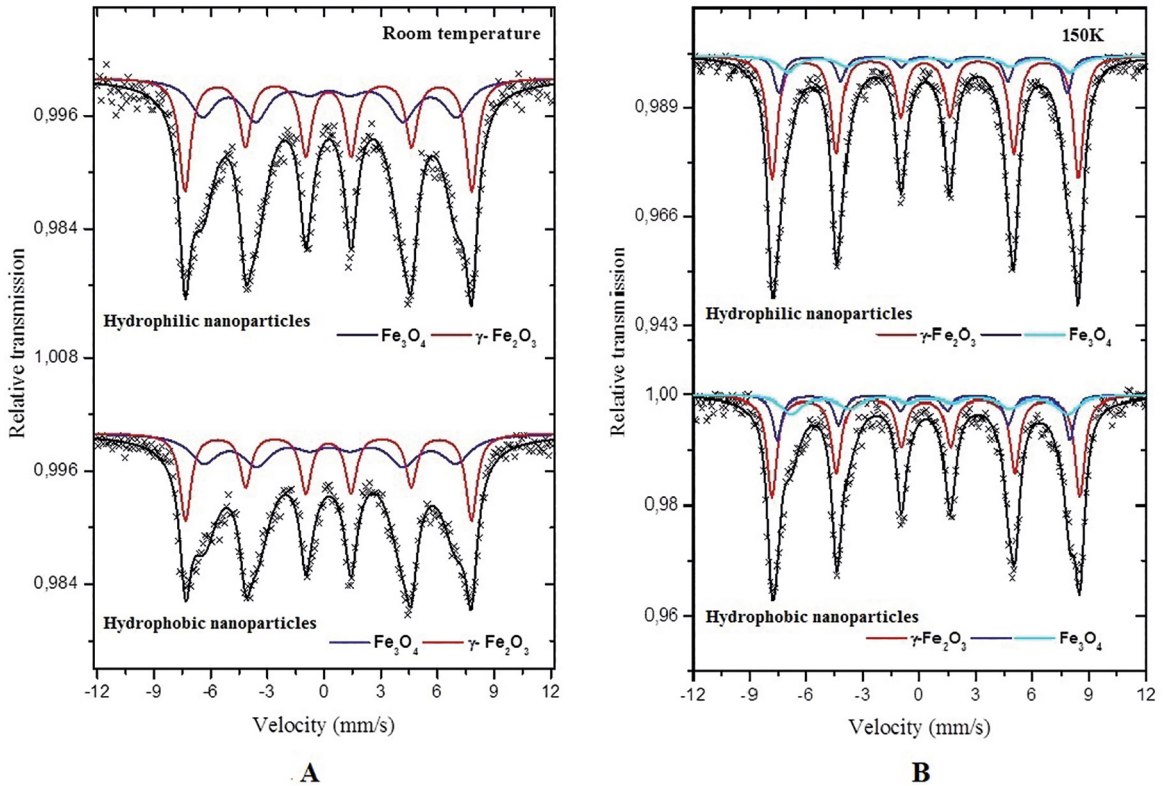 Room temperature
Relative transmission
0,996
0,984
Hydrophilic nanoparticles
Fe3O4 γ- Fe2O3
1,008
0,996
0,984
Hydrophobic nanoparticles
Fe3O4 γ- Fe2O3
-12 -9 -6 -3 0 3 6 9 12
Velocity (mm/s)
A
150K
Relative transmission
0,989
0,966
Hydrophilic nanoparticles
γ-Fe2O3 Fe3O4
0,943
1,00
0,98
0,96
Hydrophobic nanoparticles
γ-Fe2O3 Fe3O4
-12 -9 -6 -3 0 3 6 9 12
Velocity (mm/s)
B